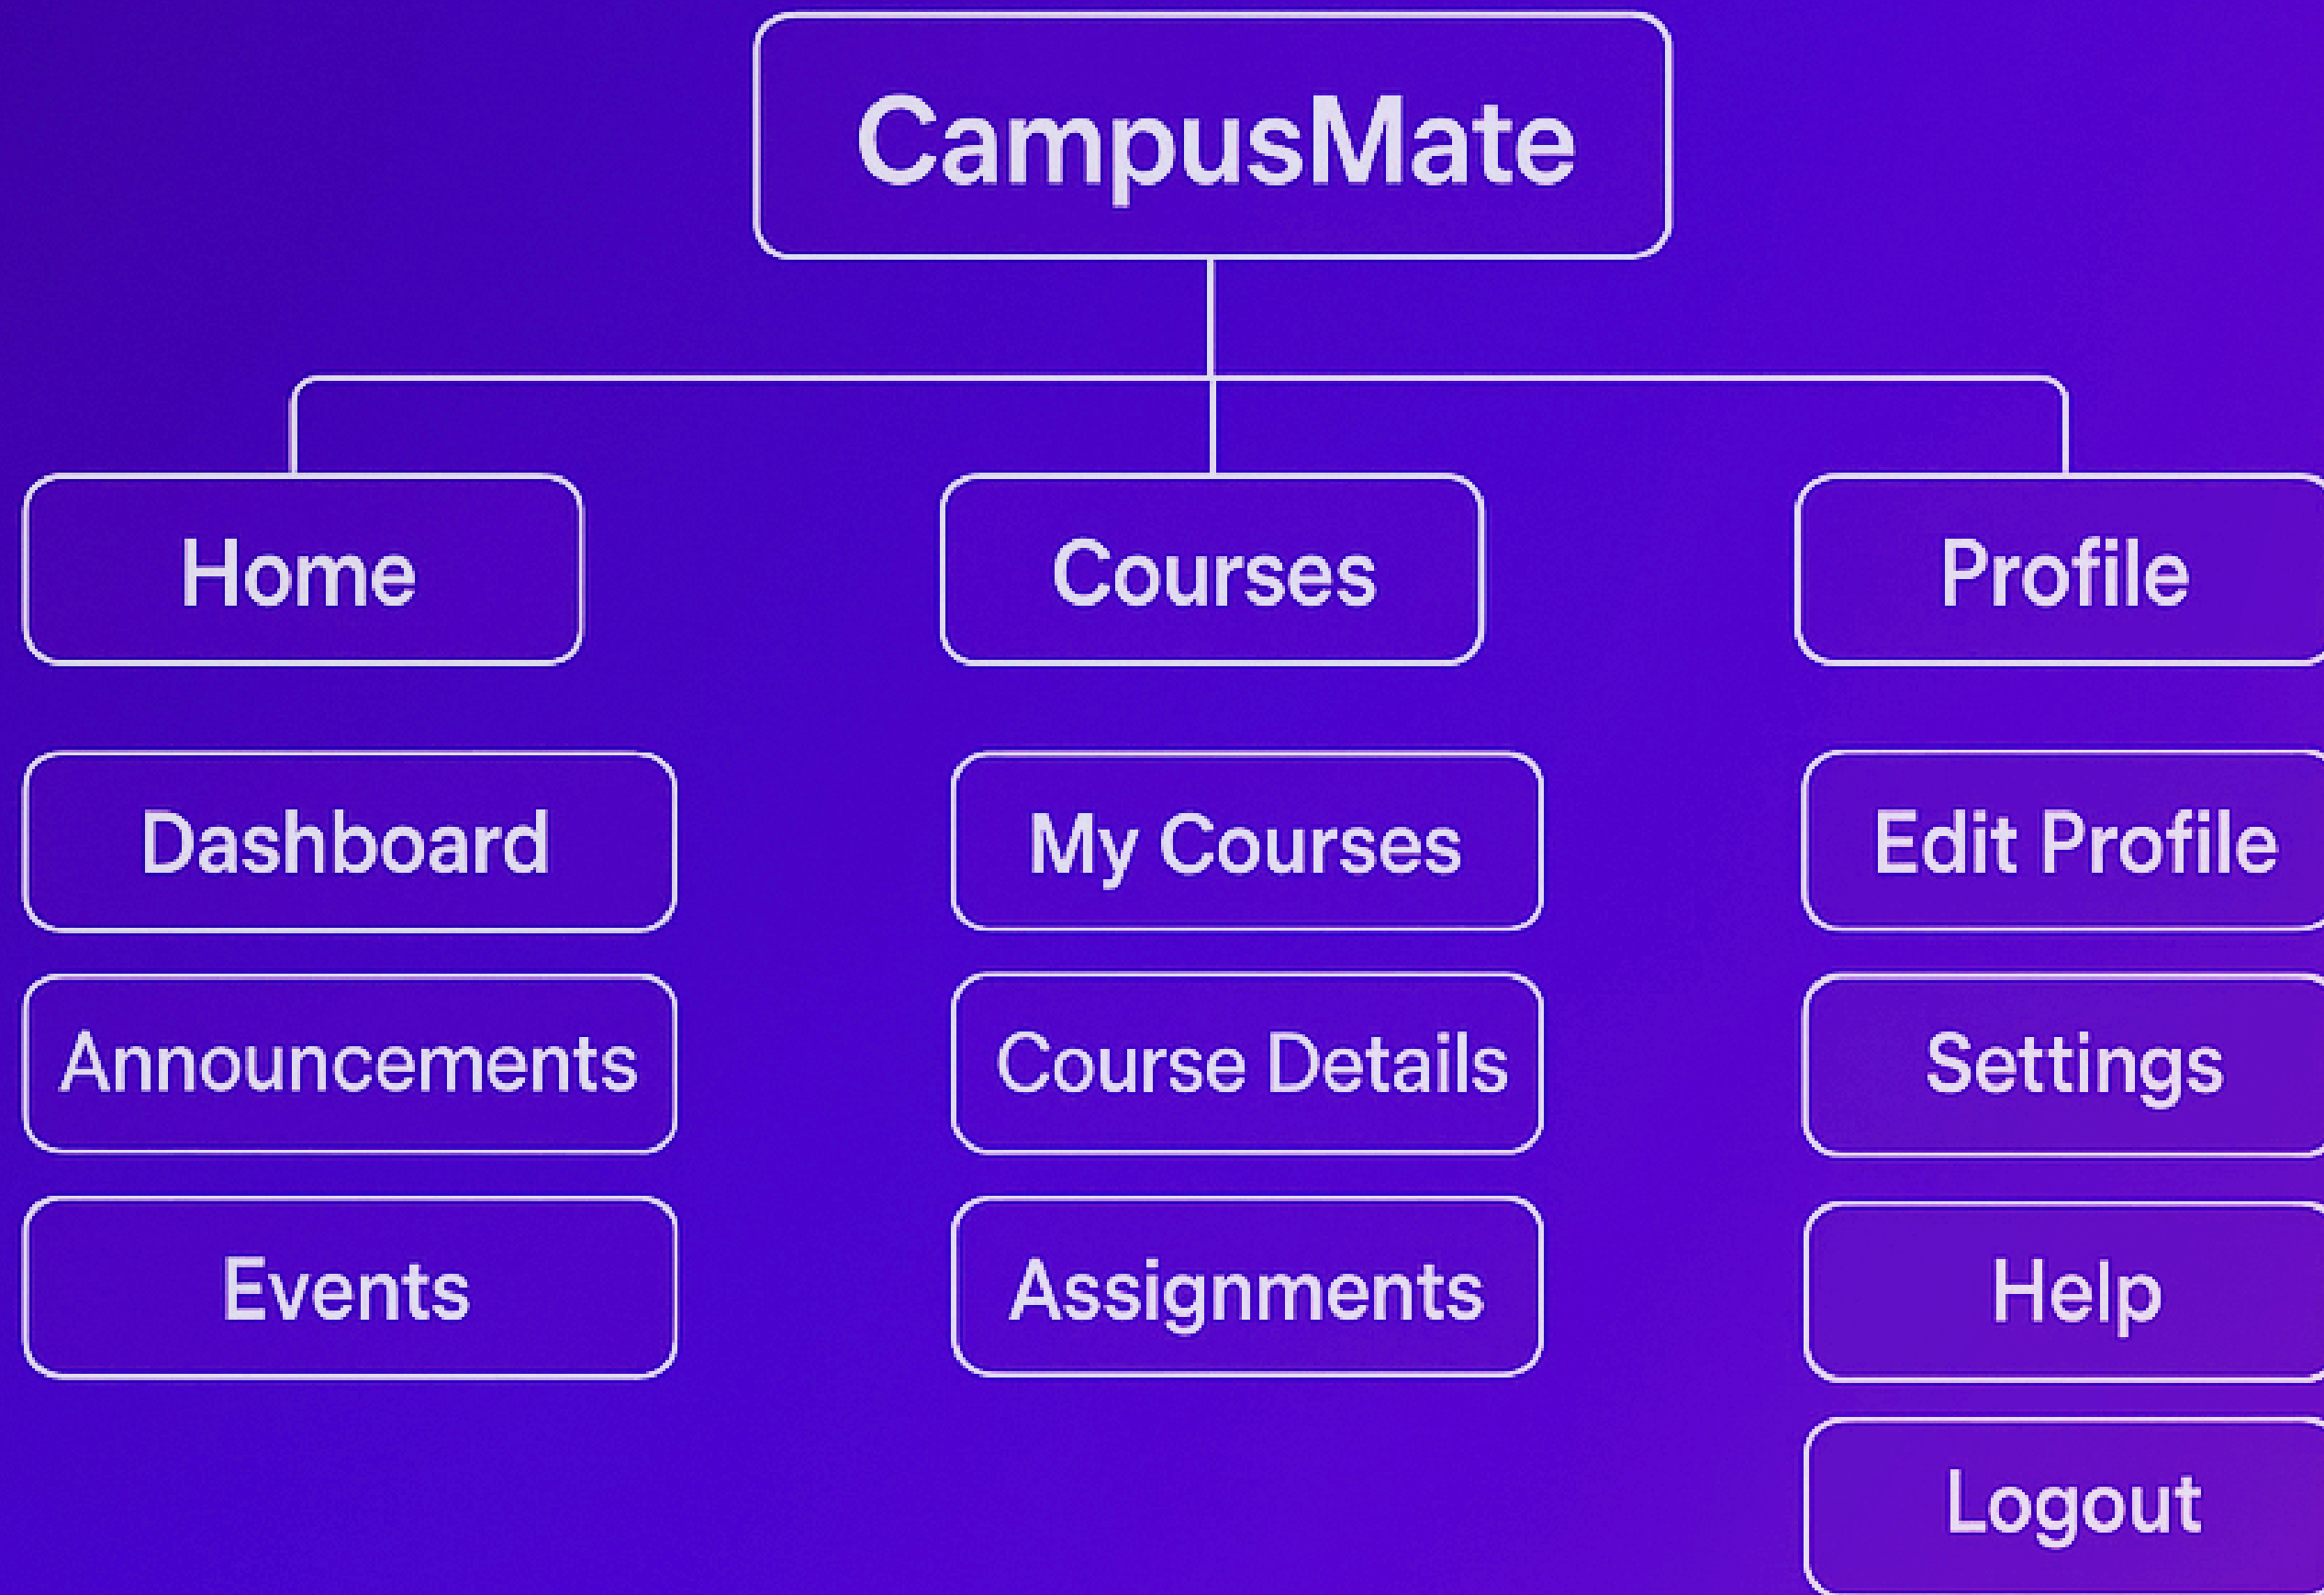 CampusMate
Home
Courses
Profile
Dashboard
My Courses
Edit Profile
Announcements
Course Details
Settings
Events
Assignments
Help
Logout